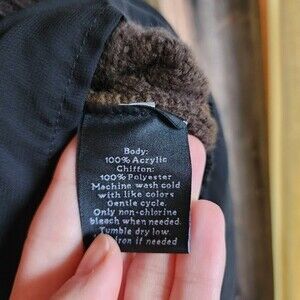 Body:
100% Acrylic
Chiffon:
100% Polyester
Machine wash cold
with like colors
Gentle cycle.
Only non-chlorine
bleach when needed.
Tumble dry low.
iron if needed